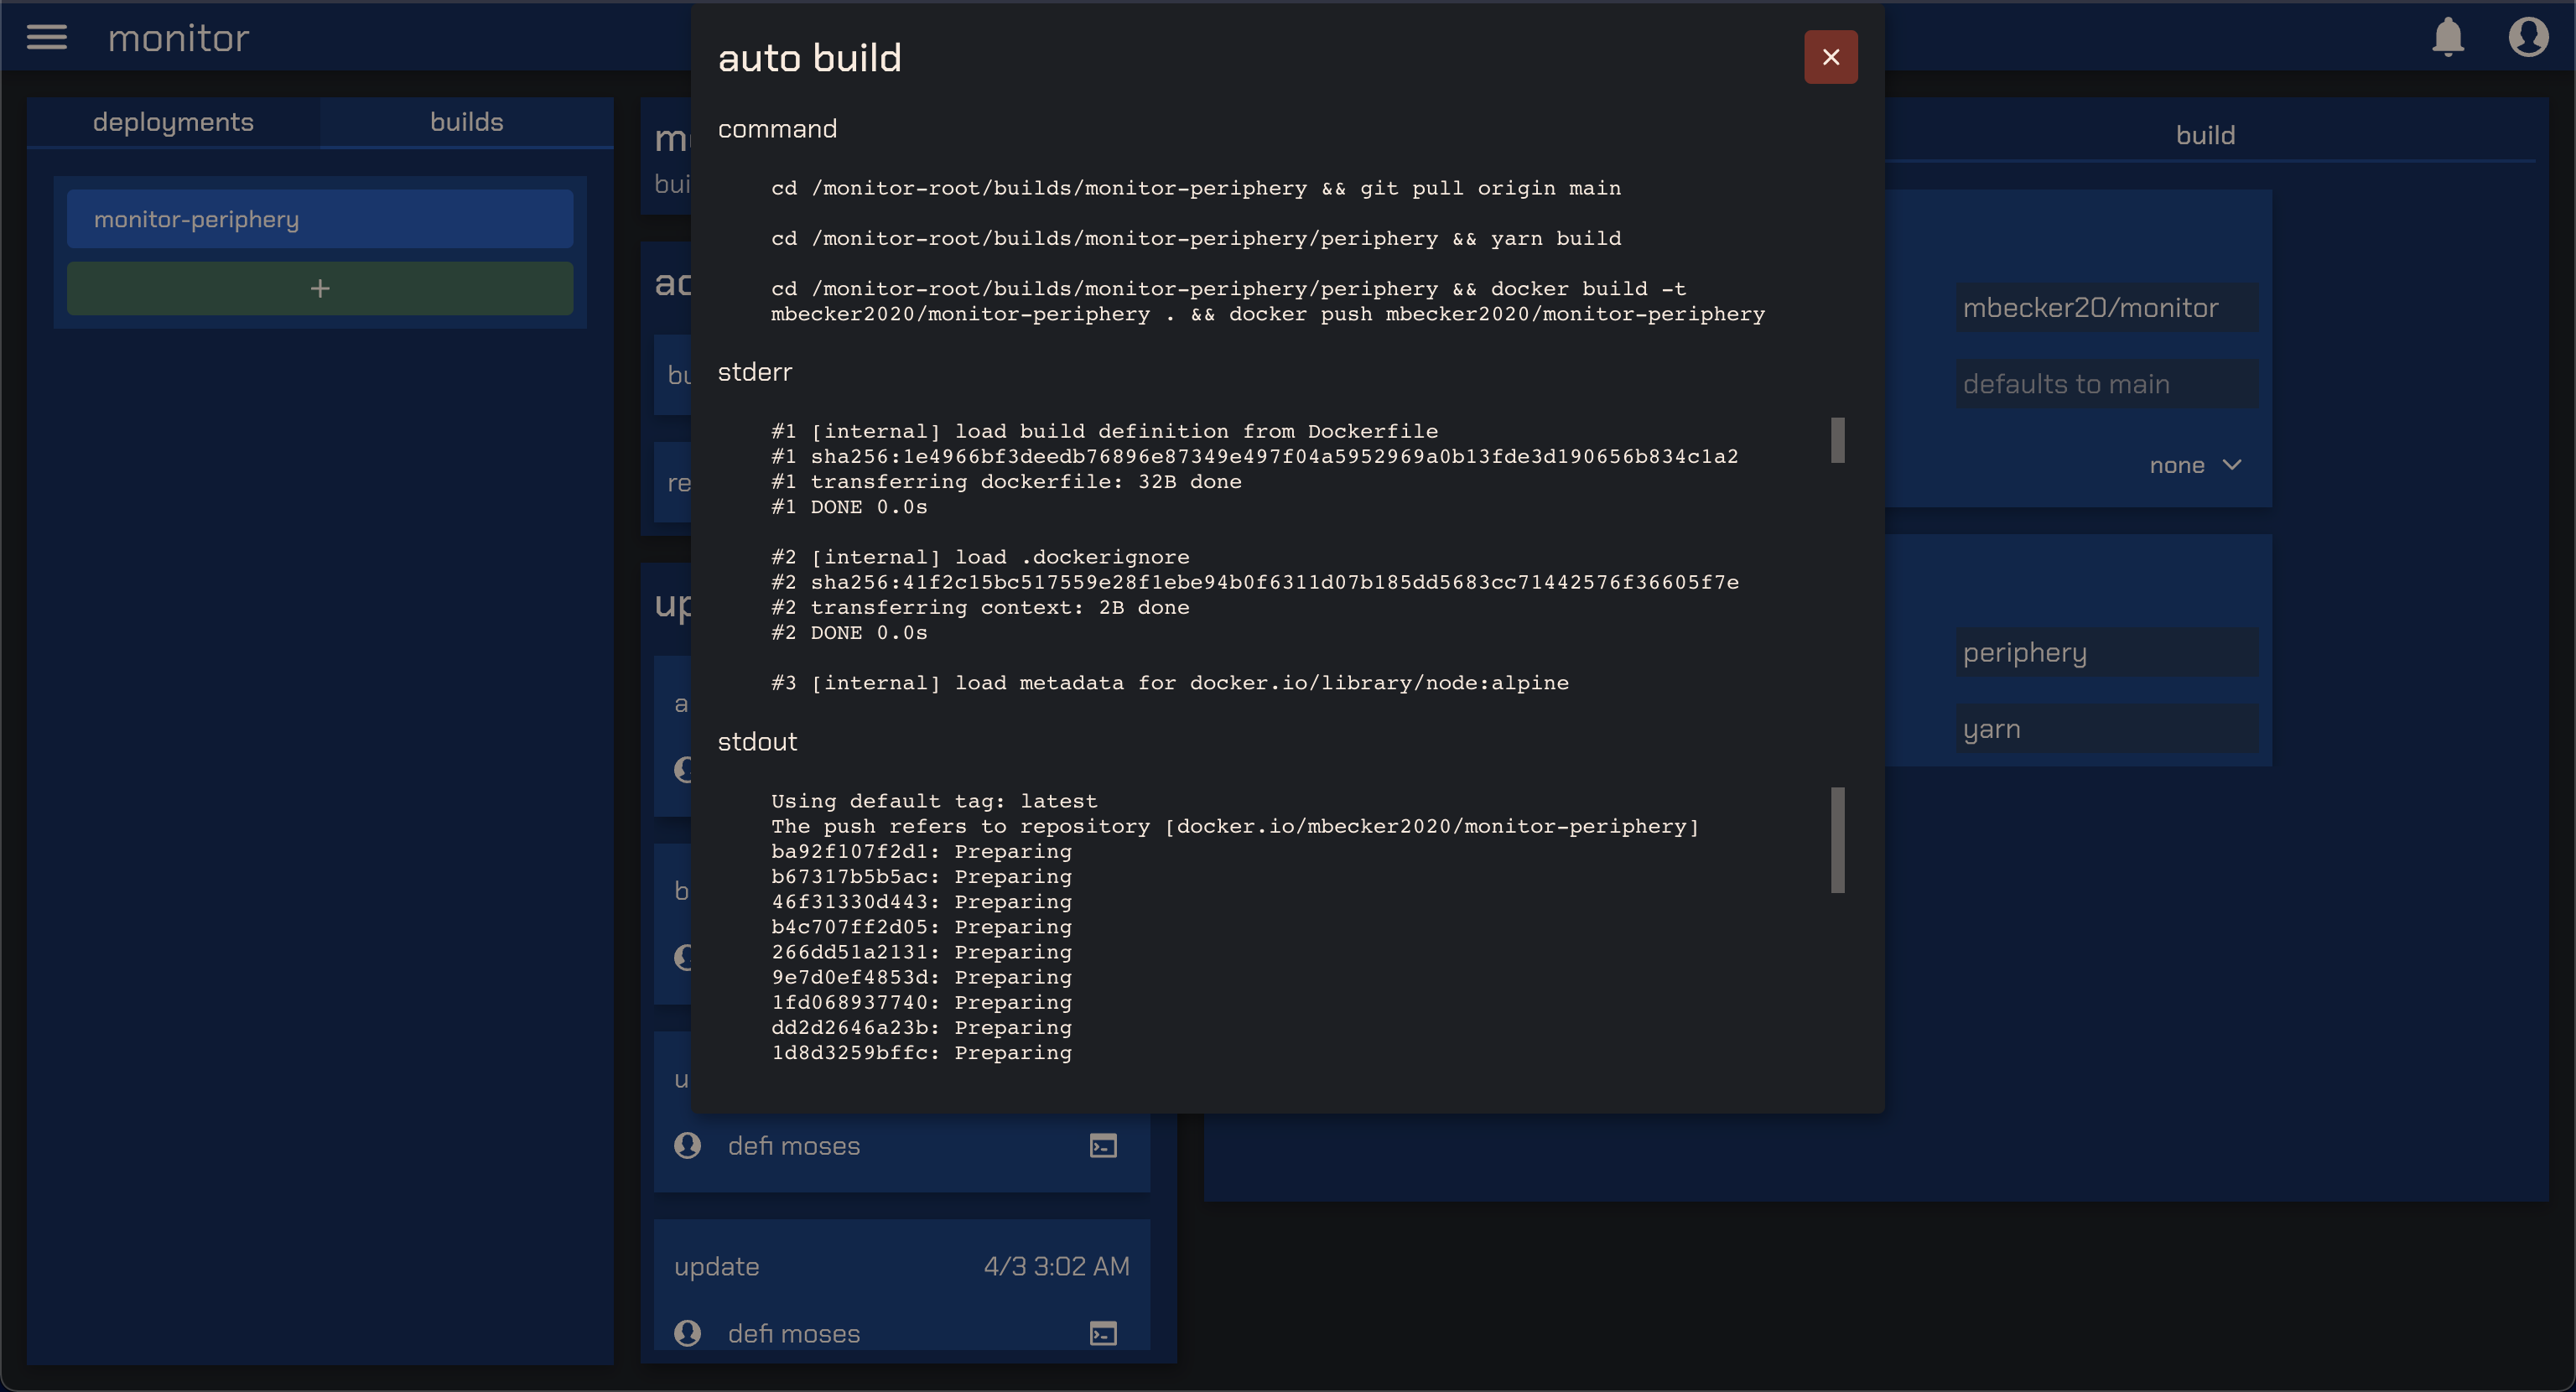 monitor
deployments
builds
monitor-periphery
+
auto build
command
cd /monitor-root/builds/monitor-periphery && git pull origin main
cd /monitor-root/builds/monitor-periphery/periphery && yarn build
cd /monitor-root/builds/monitor-periphery/periphery && docker build -t
mbecker2020/monitor-periphery . && docker push mbecker2020/monitor-periphery
stderr
#1 [internal] load build definition from Dockerfile
#1 sha256:1e4966bf3deedb76896e87349e497f04a5952969a0b13fde3d190656b834c1a2
#1 transferring dockerfile: 32B done
#1 DONE 0.0s
#2 [internal] load .dockerignore
#2 sha256:41f2c15bc517559e28f1ebe94b0f6311d07b185dd5683cc71442576f36605f7e
#2 transferring context: 2B done
#2 DONE 0.0s
#3 [internal] load metadata for docker.io/library/node:alpine
stdout
Using default tag: latest
The push refers to repository [docker.io/mbecker2020/monitor-periphery]
ba92f107f2d1: Preparing
b67317b5b5ac: Preparing
46f31330d443: Preparing
b4c707ff2d05: Preparing
266dd51a2131: Preparing
9e7d0ef4853d: Preparing
1fd068937740: Preparing
dd2d2646a23b: Preparing
1d8d3259bffc: Preparing
defi moses
update 4/3 3:02 AM
defi moses
build
mbecker20/monitor
defaults to main
none
periphery
yarn